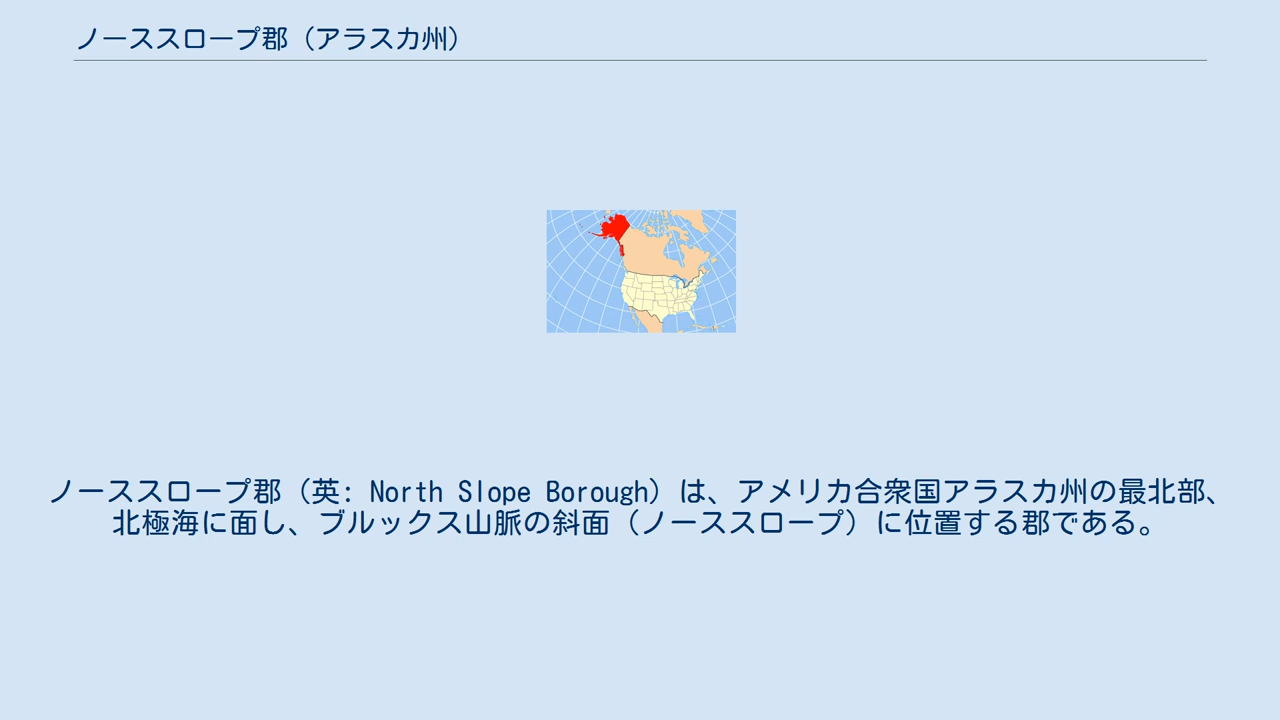 ノーススロープ郡（アラスカ州）
ノーススロープ郡（英: North Slope Borough）は、アメリカ合衆国アラスカ州の最北部、
北極海に面し、ブルックス山脈の斜面（ノーススロープ）に位置する郡である。